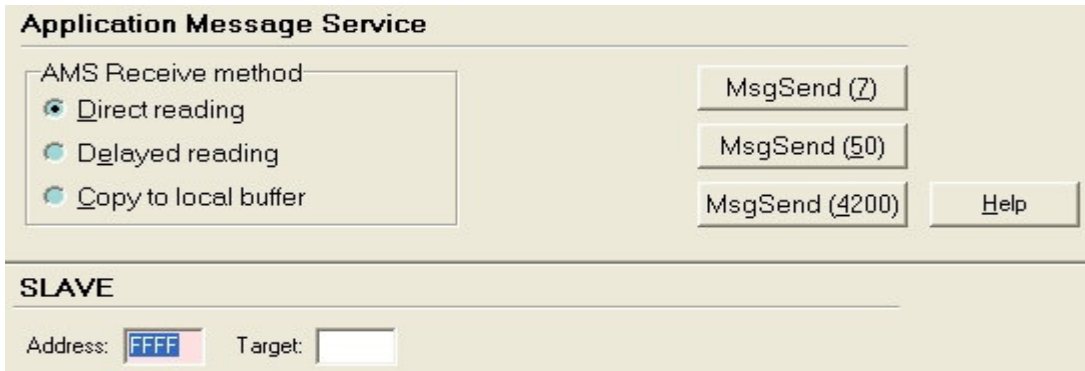 Application Message Service
AMS Receive method
Direct reading
Delayed reading
Copy to local buffer
MsgSend (7)
MsgSend (50)
MsgSend (4200)
Help
SLAVE
Address: FFFF Target: